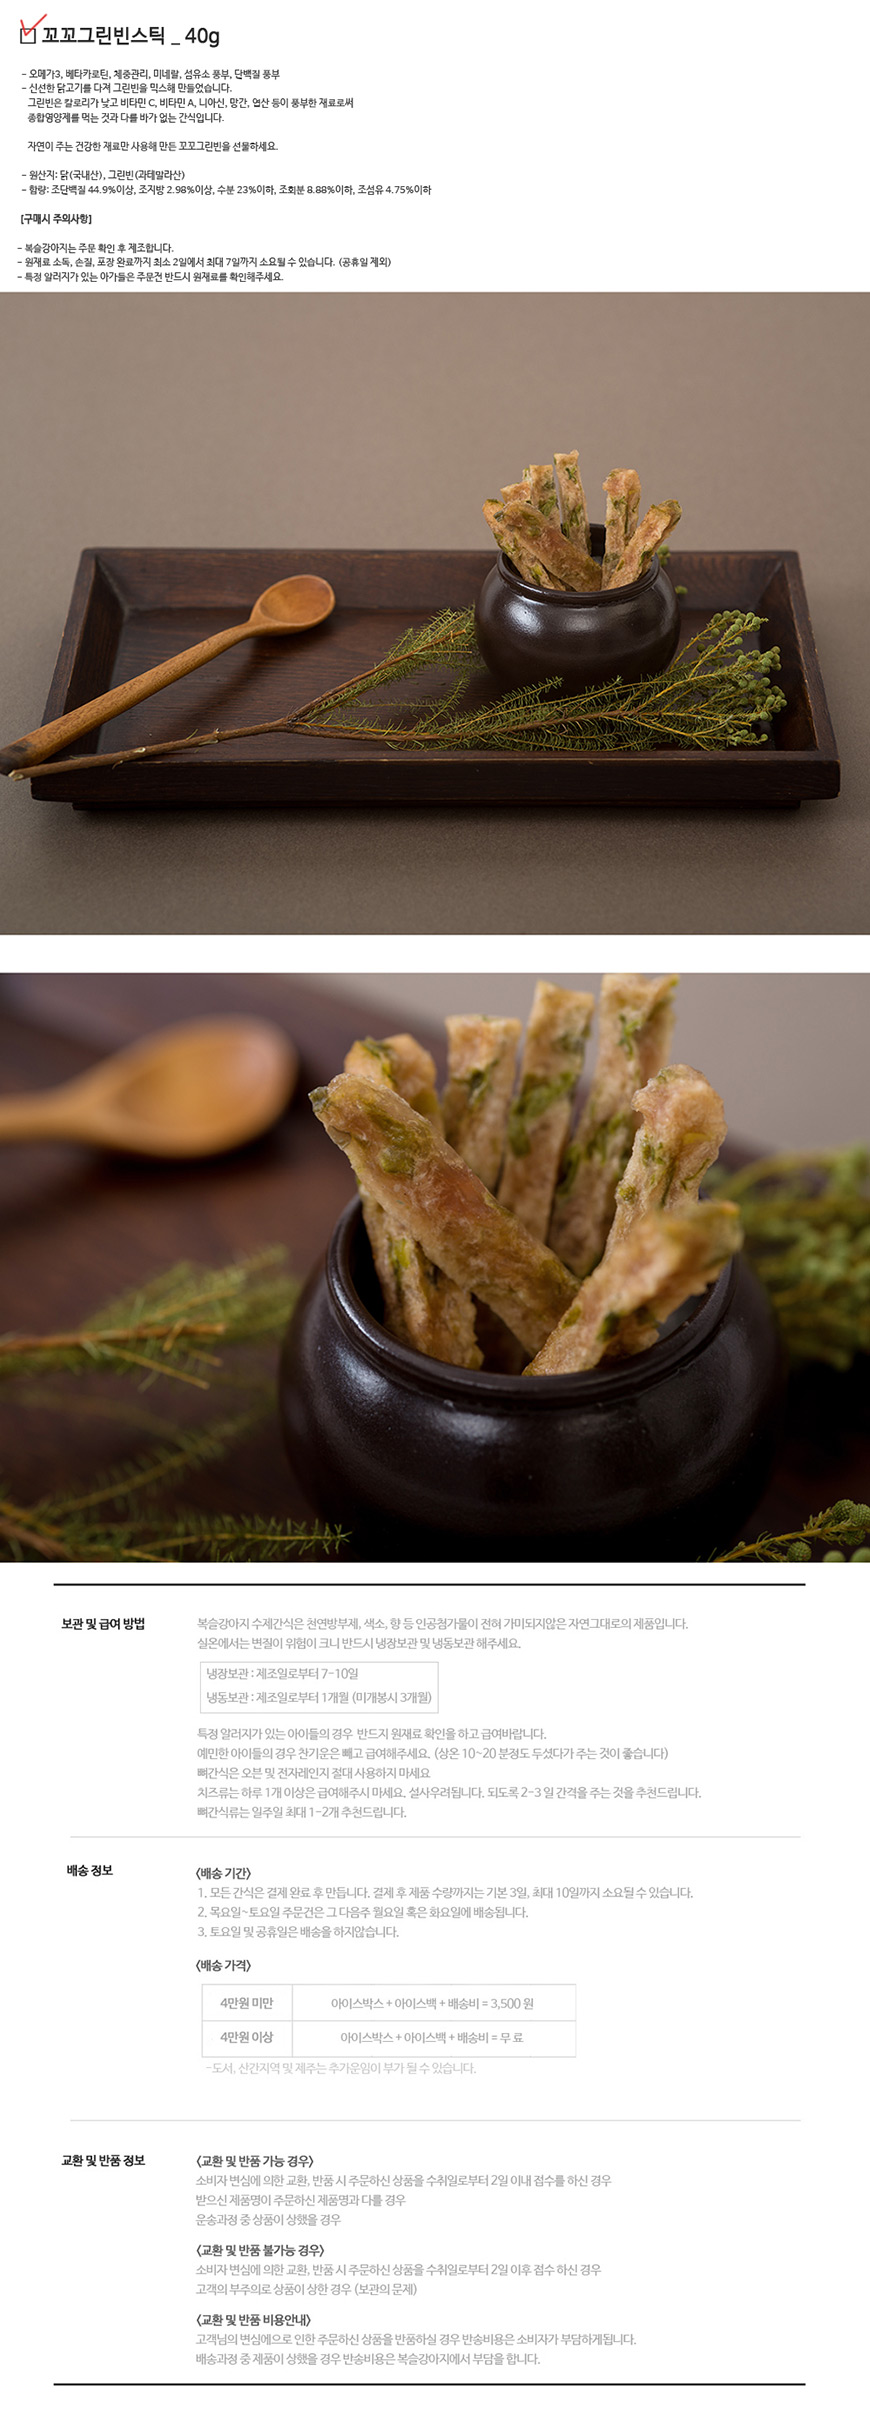 꼬꼬그린빈스틱 _ 40g
- 오메가3, 베타카로틴, 체중관리, 미네랄, 섬유소 풍부, 단백질 풍부
- 신선한 닭고기를 다져 그린빈을 믹스해 만들었습니다.
그린빈은 칼로리가 낮고 비타민 C, 비타민 A, 니아신, 망간, 엽산 등이 풍부한 재료로써
종합영양제를 먹는 것과 다를 바가 없는 간식입니다.
자연이 주는 건강한 재료만 사용해 만든 꼬꼬그린빈을 선물하세요.
- 원산지: 닭(국내산), 그린빈(과테말라산)
- 함량: 조단백질 44.9%이상, 조지방 2.98%이상, 수분 23%이하, 조회분 8.88%이하, 조섬유 4.75%이하
[구매시 주의사항]
- 복슬강아지는 주문 확인 후 제조합니다.
- 원재료 소독, 손질, 포장 완료까지 최소 2일에서 최대 7일까지 소요될 수 있습니다. (공휴일 제외)
- 특정 알러지가 있는 아가들은 주문전 반드시 원재료를 확인해주세요.
보관 및 급여 방법
복슬강아지 수제간식은 천연방부제, 색소, 향 등 인공첨가물이 전혀 가미되지않은 자연그대로의 제품입니다.
실온에서는 변질이 위험이 크니 반드시 냉장보관 및 냉동보관 해주세요.
냉장보관 : 제조일로부터 7-10일
냉동보관 : 제조일로부터 1개월 (미개봉시 3개월)
특정 알러지가 있는 아이들의 경우 반드지 원재료 확인을 하고 급여바랍니다.
예민한 아이들의 경우 찬기운은 빼고 급여해주세요. (상온 10~20 분정도 두셨다가 주는 것이 좋습니다)
뼈간식은 오븐 및 전자레인지 절대 사용하지 마세요
치즈류는 하루 1개 이상은 급여해주시 마세요. 설사우려됩니다. 되도록 2-3 일 간격을 주는 것을 추천드립니다.
뼈간식류는 일주일 최대 1-2개 추천드립니다.
배송 정보
<배송 기간>
1. 모든 간식은 결제 완료 후 만듭니다. 결제 후 제품 수량까지는 기본 3일, 최대 10일까지 소요될 수 있습니다.
2. 목요일~토요일 주문건은 그 다음주 월요일 혹은 화요일에 배송됩니다.
3. 토요일 및 공휴일은 배송을 하지않습니다.
<배송 가격>
4만원 미만 아이스박스 + 아이스백 + 배송비 = 3,500 원
4만원 이상 아이스박스 + 아이스백 + 배송비 = 무 료
-도서, 산간지역 및 제주는 추가운임이 부가 될 수 있습니다.
교환 및 반품 정보
<교환 및 반품 가능 경우>
소비자 변심에 의한 교환, 반품 시 주문하신 상품을 수취일로부터 2일 이내 접수를 하신 경우
받으신 제품명이 주문하신 제품명과 다를 경우
운송과정 중 상품이 상했을 경우
<교환 및 반품 불가능 경우>
소비자 변심에 의한 교환, 반품 시 주문하신 상품을 수취일로부터 2일 이후 접수 하신 경우
고객의 부주의로 상품이 상한 경우 (보관의 문제)
<교환 및 반품 비용안내>
고객님의 변심에으로 인한 주문하신 상품을 반품하실 경우 반송비용은 소비자가 부담하게됩니다.
배송과정 중 제품이 상했을 경우 반송비용은 복슬강아지에서 부담을 합니다.